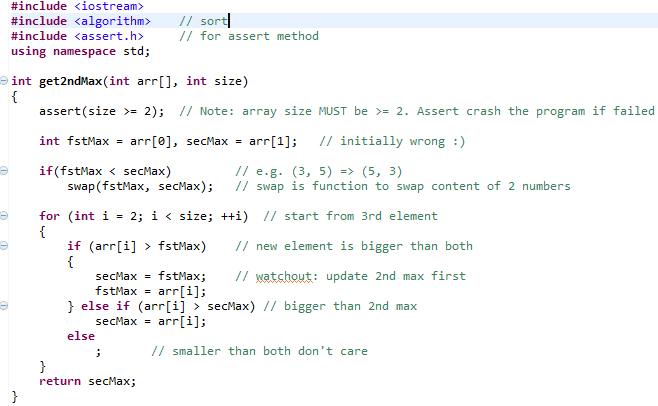 #include <iostream>
#include <algorithm>    // sort
#include <assert.h>     // for assert method
using namespace std;

int get2ndMax(int arr[], int size)
{
    assert(size >= 2);  // Note: array size MUST be >= 2. Assert crash the program if failed

    int fstMax = arr[0], secMax = arr[1];   // initially wrong :)

    if(fstMax < secMax)         // e.g. (3, 5) => (5, 3)
        swap(fstMax, secMax);   // swap is function to swap content of 2 numbers

    for (int i = 2; i < size; ++i)  // start from 3rd element
    {
        if (arr[i] > fstMax)    // new element is bigger than both
        {
            secMax = fstMax;    // watchout: update 2nd max first
            fstMax = arr[i];
        } else if (arr[i] > secMax) // bigger than 2nd max
            secMax = arr[i];
        else
            ;       // smaller than both don't care
    }
    return secMax;
}